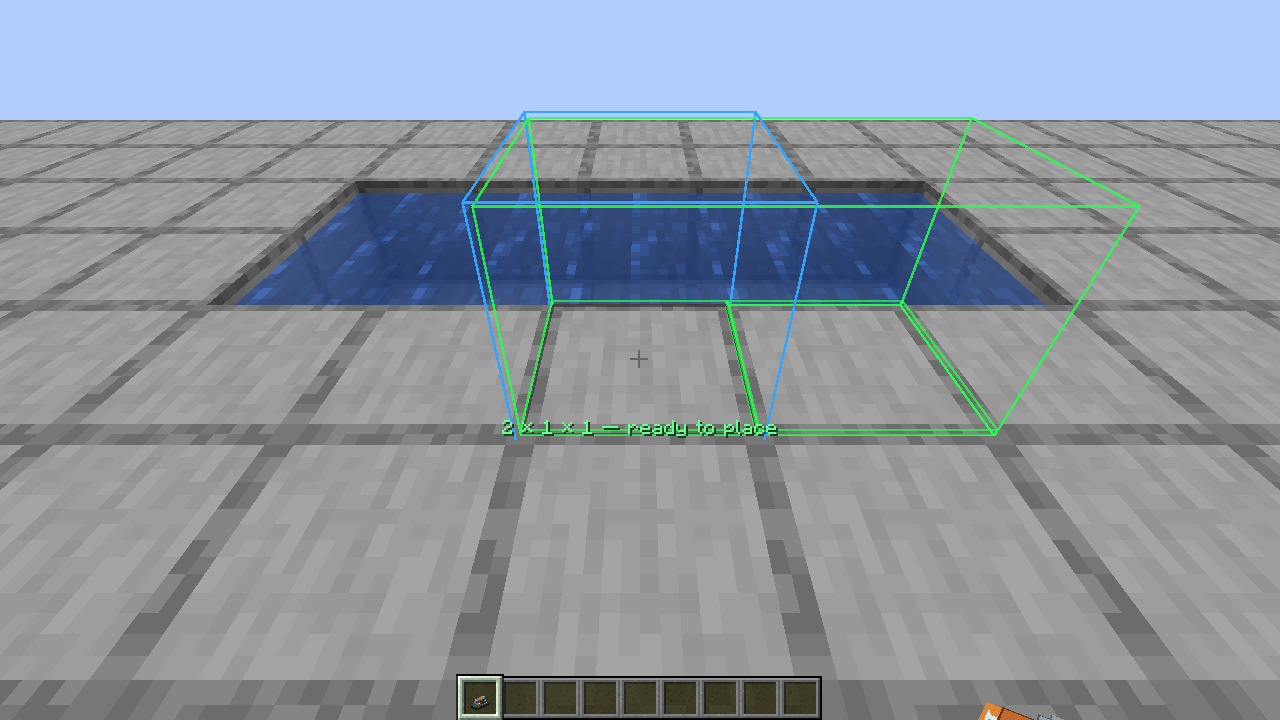 2 x 1 x 1 — ready to place